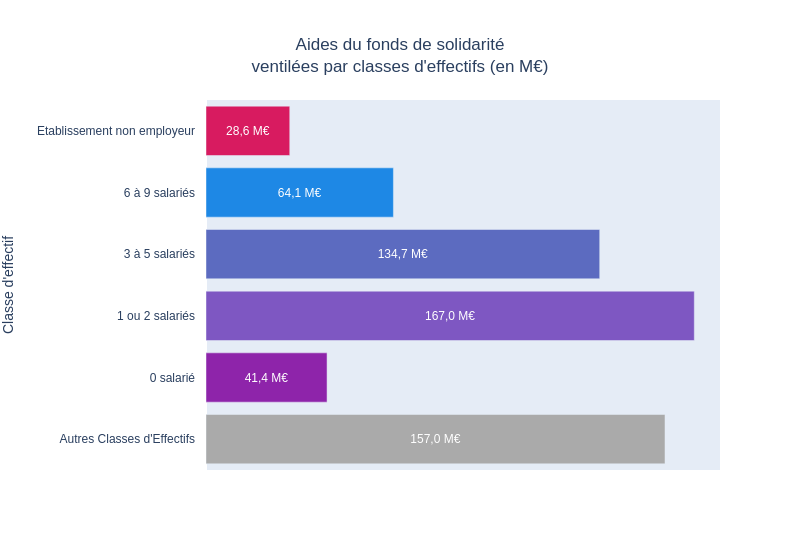 Aides du fonds de solidarité
ventilées par classes d'effectifs (en M€)
Classe d'effectif
Etablissement non employeur
28,6 M€
6 à 9 salariés
64,1 M€
3 à 5 salariés
134,7 M€
1 ou 2 salariés
167,0 M€
0 salarié
41,4 M€
Autres Classes d'Effectifs
157,0 M€